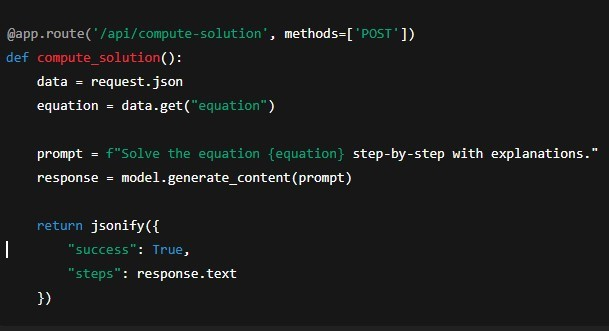 @app.route('/api/compute-solution', methods=['POST'])
def compute_solution():
    data = request.json
    equation = data.get("equation")

    prompt = f"Solve the equation {equation} step-by-step with explanations."
    response = model.generate_content(prompt)

    return jsonify({
        "success": True,
        "steps": response.text
    })